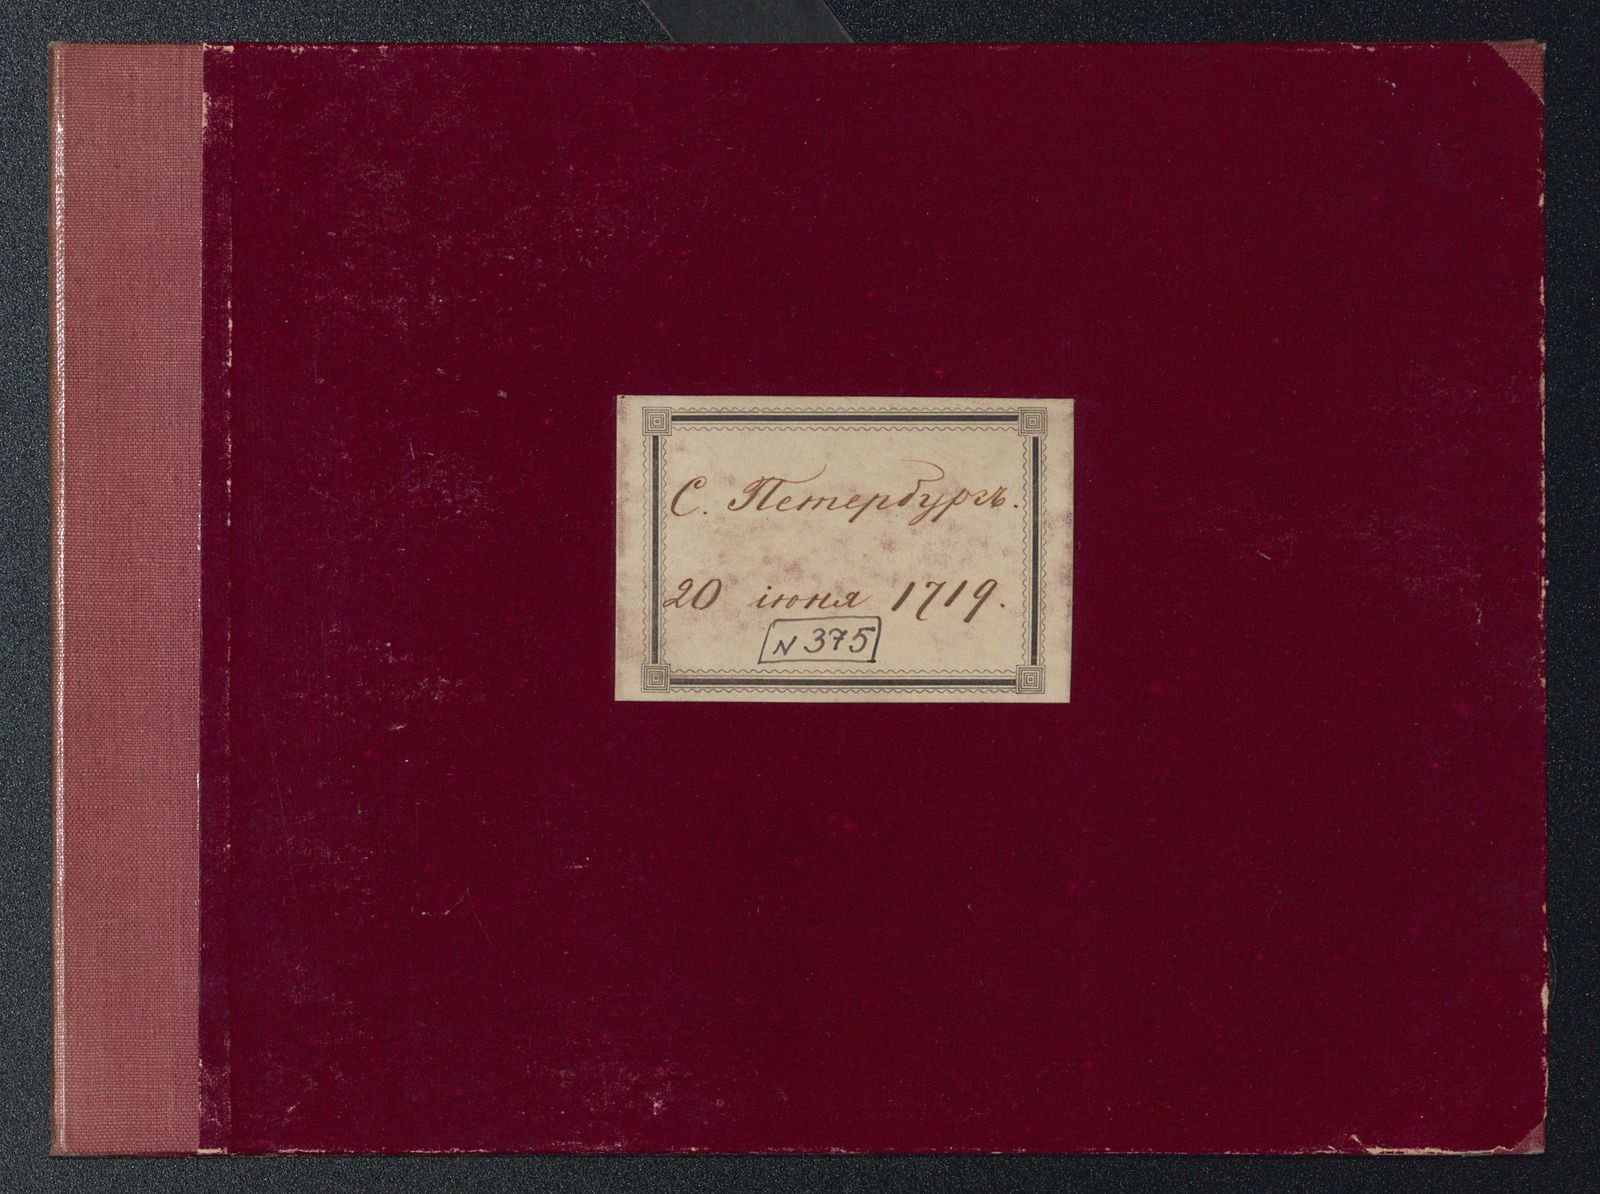 С. Петербургъ.
20 іюня 1719.
N 375